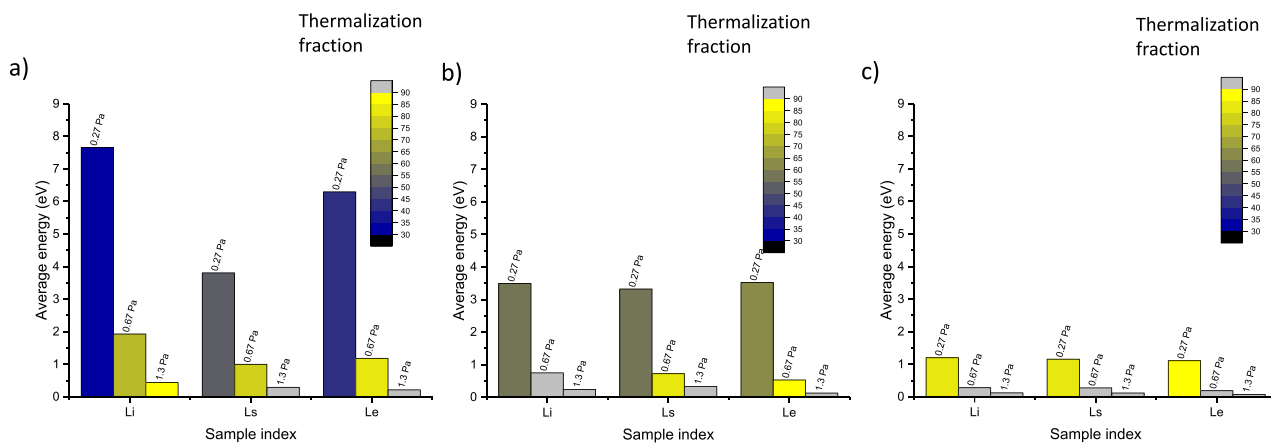 a)
Thermalization
fraction
90
85
80
75
70
65
60
55
50
45
40
35
30
Average energy (eV)
9
8
7
6
5
4
3
2
1
0
0.27 Pa
0.67 Pa
1.3 Pa
0.27 Pa
0.67 Pa
1.3 Pa
0.27 Pa
0.67 Pa
1.3 Pa
Li
Ls
Le
Sample index
b)
Thermalization
fraction
90
85
80
75
70
65
60
55
50
45
40
35
30
Average energy (eV)
9
8
7
6
5
4
3
2
1
0
0.27 Pa
0.67 Pa
1.3 Pa
0.27 Pa
0.67 Pa
1.3 Pa
0.27 Pa
0.67 Pa
1.3 Pa
Li
Ls
Le
Sample index
c)
Thermalization
fraction
90
85
80
75
70
65
60
55
50
45
40
35
30
Average energy (eV)
9
8
7
6
5
4
3
2
1
0
0.27 Pa
0.67 Pa
1.3 Pa
0.27 Pa
0.67 Pa
1.3 Pa
0.27 Pa
0.67 Pa
1.3 Pa
Li
Ls
Le
Sample index